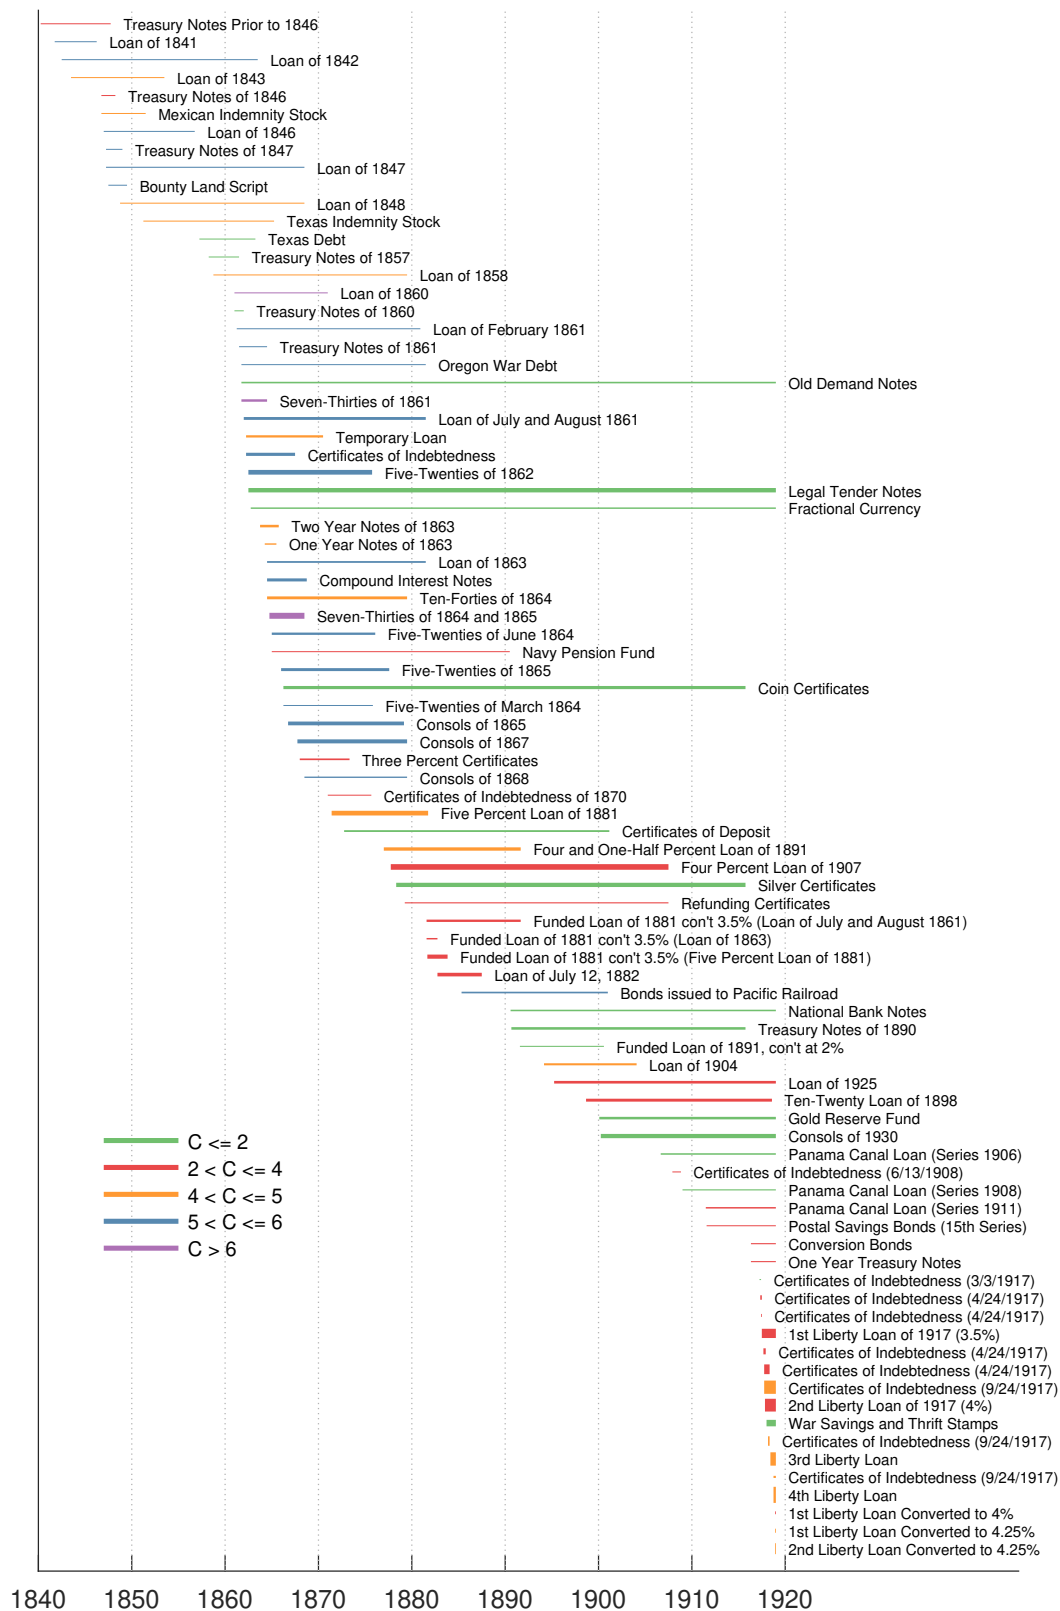 Treasury Notes Prior to 1846
Loan of 1841
Loan of 1842
Loan of 1843
Treasury Notes of 1846
Mexican Indemnity Stock
Loan of 1846
Treasury Notes of 1847
Loan of 1847
Bounty Land Script
Loan of 1848
Texas Indemnity Stock
Texas Debt
Treasury Notes of 1857
Loan of 1858
Loan of 1860
Treasury Notes of 1860
Loan of February 1861
Treasury Notes of 1861
Oregon War Debt
Old Demand Notes
Seven-Thirties of 1861
Loan of July and August 1861
Temporary Loan
Certificates of Indebtedness
Five-Twenties of 1862
Legal Tender Notes
Fractional Currency
Two Year Notes of 1863
One Year Notes of 1863
Loan of 1863
Compound Interest Notes
Ten-Forties of 1864
Seven-Thirties of 1864 and 1865
Five-Twenties of June 1864
Navy Pension Fund
Five-Twenties of 1865
Coin Certificates
Five-Twenties of March 1864
Consols of 1865
Consols of 1867
Three Percent Certificates
Consols of 1868
Certificates of Indebtedness of 1870
Five Percent Loan of 1881
Certificates of Deposit
Four and One-Half Percent Loan of 1891
Four Percent Loan of 1907
Silver Certificates
Refunding Certificates
Funded Loan of 1881 con't 3.5% (Loan of July and August 1861)
Funded Loan of 1881 con't 3.5% (Loan of 1863)
Funded Loan of 1881 con't 3.5% (Five Percent Loan of 1881)
Loan of July 12, 1882
Bonds issued to Pacific Railroad
National Bank Notes
Treasury Notes of 1890
Funded Loan of 1891, con't at 2%
Loan of 1904
Loan of 1925
Ten-Twenty Loan of 1898
Gold Reserve Fund
Consols of 1930
Panama Canal Loan (Series 1906)
Certificates of Indebtedness (6/13/1908)
Panama Canal Loan (Series 1908)
Panama Canal Loan (Series 1911)
Postal Savings Bonds (15th Series)
Conversion Bonds
One Year Treasury Notes
Certificates of Indebtedness (3/3/1917)
Certificates of Indebtedness (4/24/1917)
Certificates of Indebtedness (4/24/1917)
1st Liberty Loan of 1917 (3.5%)
Certificates of Indebtedness (4/24/1917)
Certificates of Indebtedness (4/24/1917)
Certificates of Indebtedness (9/24/1917)
2nd Liberty Loan of 1917 (4%)
War Savings and Thrift Stamps
Certificates of Indebtedness (9/24/1917)
3rd Liberty Loan
Certificates of Indebtedness (9/24/1917)
4th Liberty Loan
1st Liberty Loan Converted to 4%
1st Liberty Loan Converted to 4.25%
2nd Liberty Loan Converted to 4.25%
C <= 2
2 < C <= 4
4 < C <= 5
5 < C <= 6
C > 6
1840 1850 1860 1870 1880 1890 1900 1910 1920